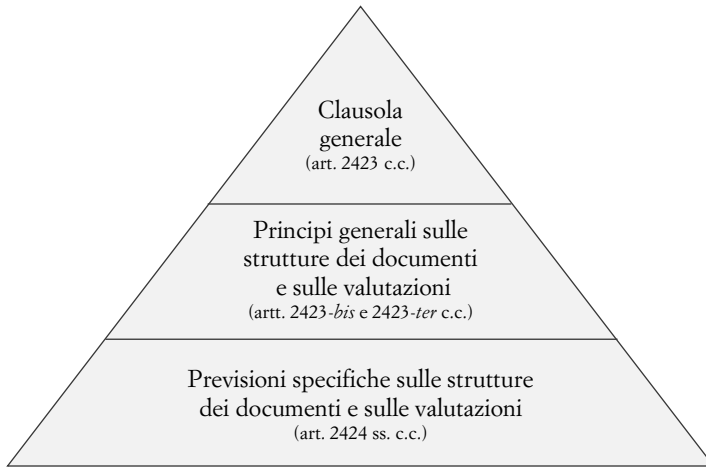 Clausola
generale
(art. 2423 c.c.)
Principi generali sulle
strutture dei documenti
e sulle valutazioni
(artt. 2423-bis e 2423-ter c.c.)
Previsioni specifiche sulle strutture
dei documenti e sulle valutazioni
(art. 2424 ss. c.c.)